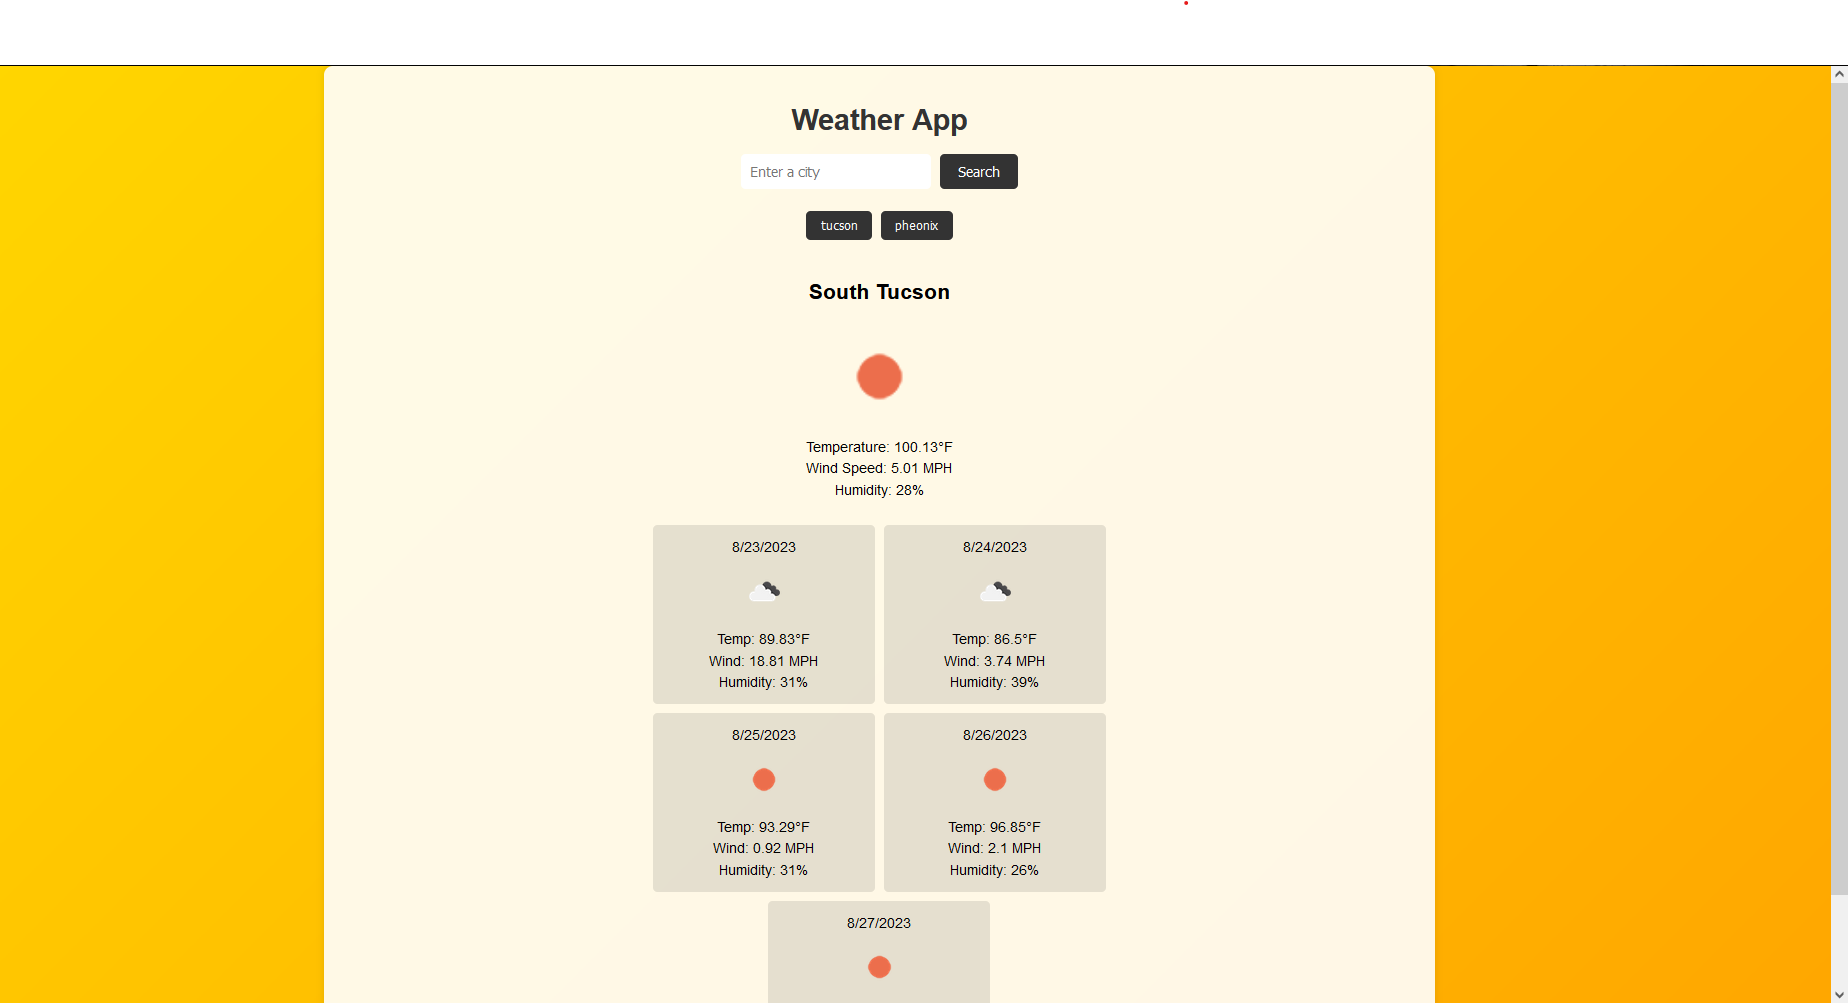 Weather App
Enter a city
Search
tucson
pheonix
South Tucson
Temperature: 100.13°F
Wind Speed: 5.01 MPH
Humidity: 28%
8/23/2023
Temp: 89.83°F
Wind: 18.81 MPH
Humidity: 31%
8/24/2023
Temp: 86.5°F
Wind: 3.74 MPH
Humidity: 39%
8/25/2023
Temp: 93.29°F
Wind: 0.92 MPH
Humidity: 31%
8/26/2023
Temp: 96.85°F
Wind: 2.1 MPH
Humidity: 26%
8/27/2023